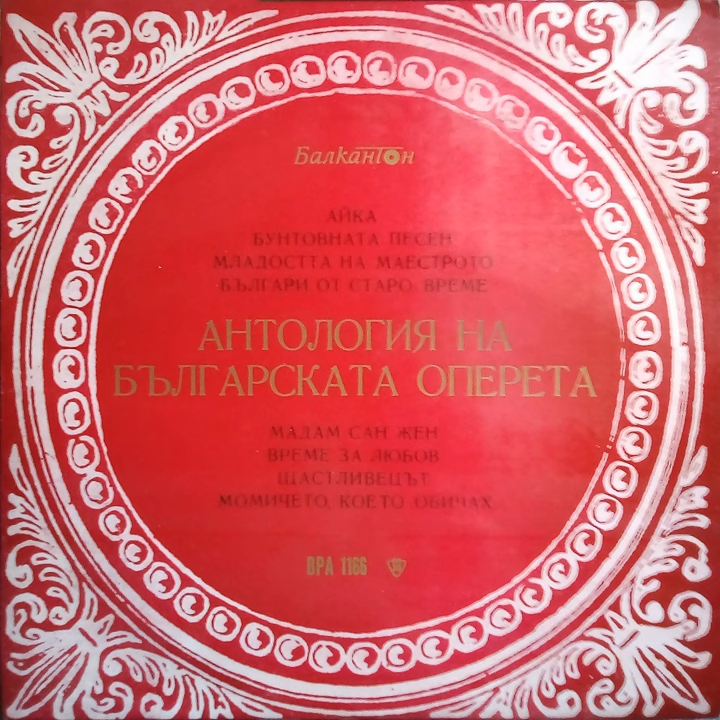 Балкантон
АЙКА
БУНТОВНАТА ПЕСЕН
МЛАДОСТТА НА МАЕСТРОТО
БЪЛГАРИ ОТ СТАРО ВРЕМЕ
АНТОЛОГИЯ НА
БЪЛГАРСКАТА ОПЕРЕТА
МАДАМ САН ЖЕН
ВРЕМЕ ЗА ЛЮБОВ
ЩАСТЛИВЕЦЪТ
МОМИЧЕТО, КОЕТО ОБИЧАХ
ВРА 1166